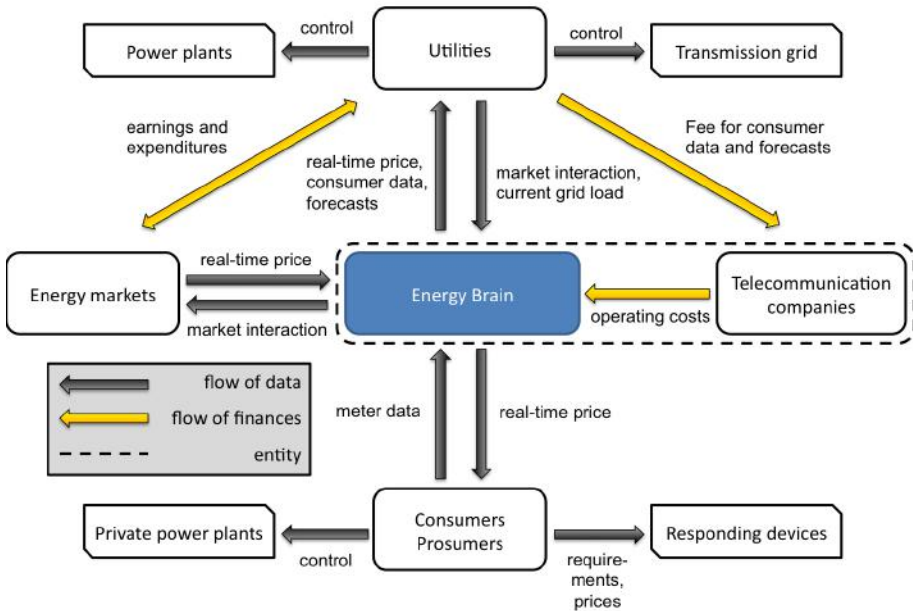 Power plants
control
Utilities
control
Transmission grid
earnings and
expenditures
real-time price,
consumer data,
forecasts
market interaction,
current grid load
Fee for consumer
data and forecasts
Energy markets
real-time price
market interaction
Energy Brain
operating costs
Telecommunication
companies
flow of data
flow of finances
entity
meter data
real-time price
Private power plants
control
Consumers
Prosumers
require-
ments,
prices
Responding devices